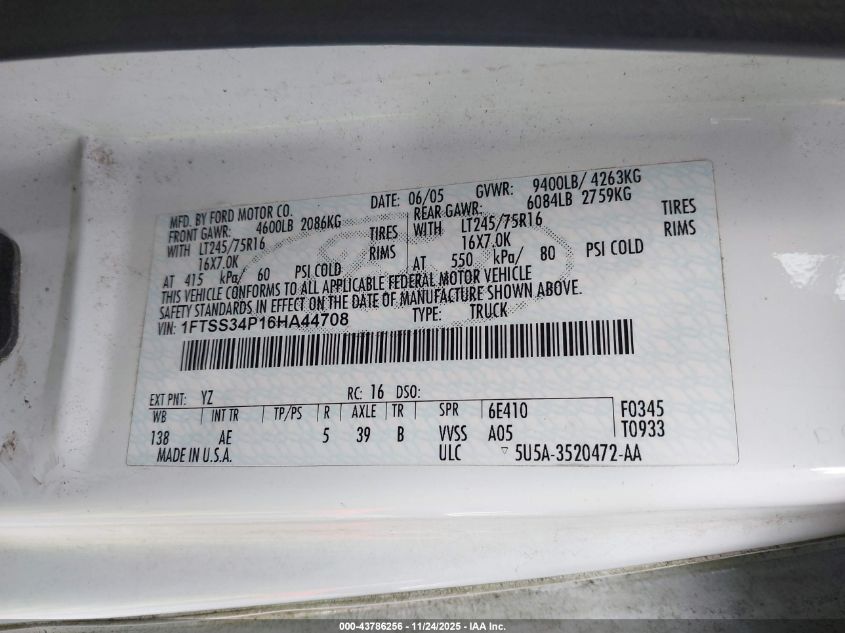 MFD. BY FORD MOTOR CO. DATE: 06/05 GVWR: 9400LB/ 4263KG
FRONT GAWR: 4600LB 2086KG REAR GAWR: 6084LB 2759KG
WITH LT245/75R16 TIRES WITH LT245/75R16 TIRES
16X7.0K RIMS 16X7.0K RIMS
AT 415 kPa/ 60 PSI COLD AT 550 kPa/ 80 PSI COLD
THIS VEHICLE CONFORMS TO ALL APPLICABLE FEDERAL MOTOR VEHICLE
SAFETY STANDARDS IN EFFECT ON THE DATE OF MANUFACTURE SHOWN ABOVE.
VIN: 1FTSS34P16HA44708 TYPE: TRUCK
EXT PNT: YZ RC: 16 DSO:
WB INT TR TP/PS R AXLE TR SPR 6E410 F0345
138 AE 5 39 B VVSS A05 T0933
MADE IN U.S.A. ULC ▽ 5U5A-3520472-AA
000-43786256 - 11/24/2025 - IAA Inc.